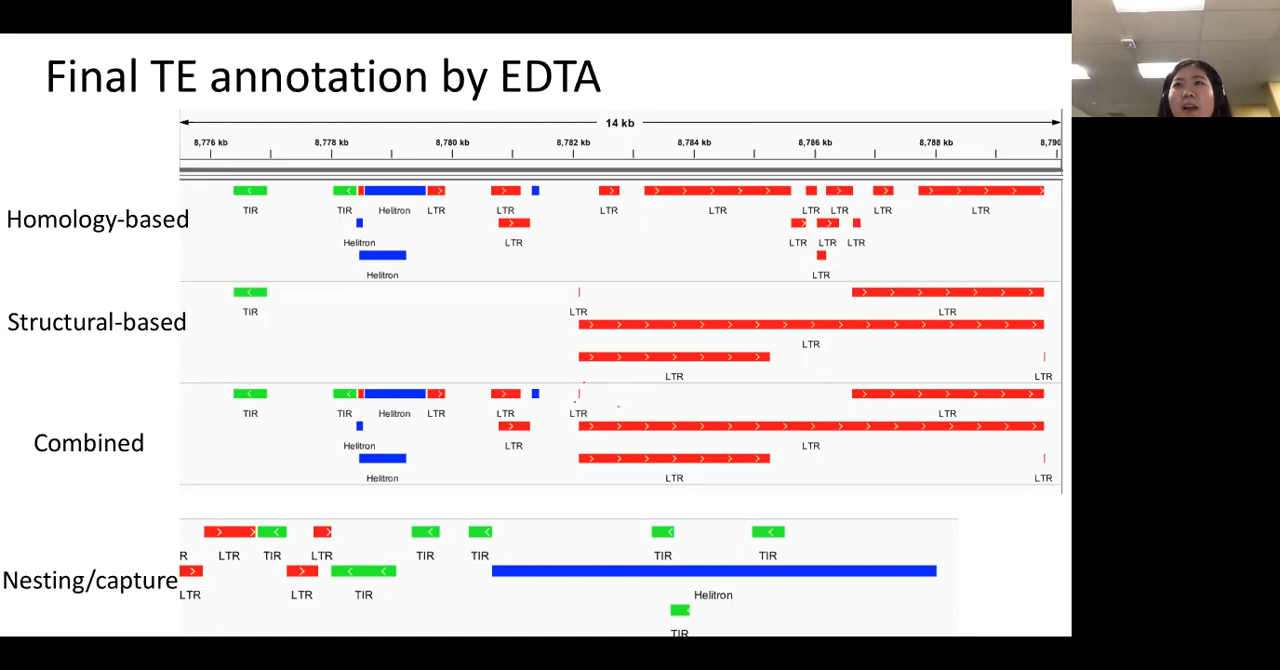 Final TE annotation by EDTA
14 kb
8,776 kb 8,778 kb 8,780 kb 8,782 kb 8,784 kb 8,786 kb 8,788 kb 8,790
Homology-based
TIR TIR Helitron LTR LTR LTR LTR LTR LTR LTR LTR
Helitron LTR LTR LTR LTR
Helitron LTR
Structural-based
TIR LTR LTR
LTR
LTR LTR
Combined
TIR TIR Helitron LTR LTR LTR LTR
Helitron LTR LTR
Helitron LTR LTR
Nesting/capture
R LTR TIR LTR TIR TIR TIR TIR
LTR LTR TIR Helitron
TIR